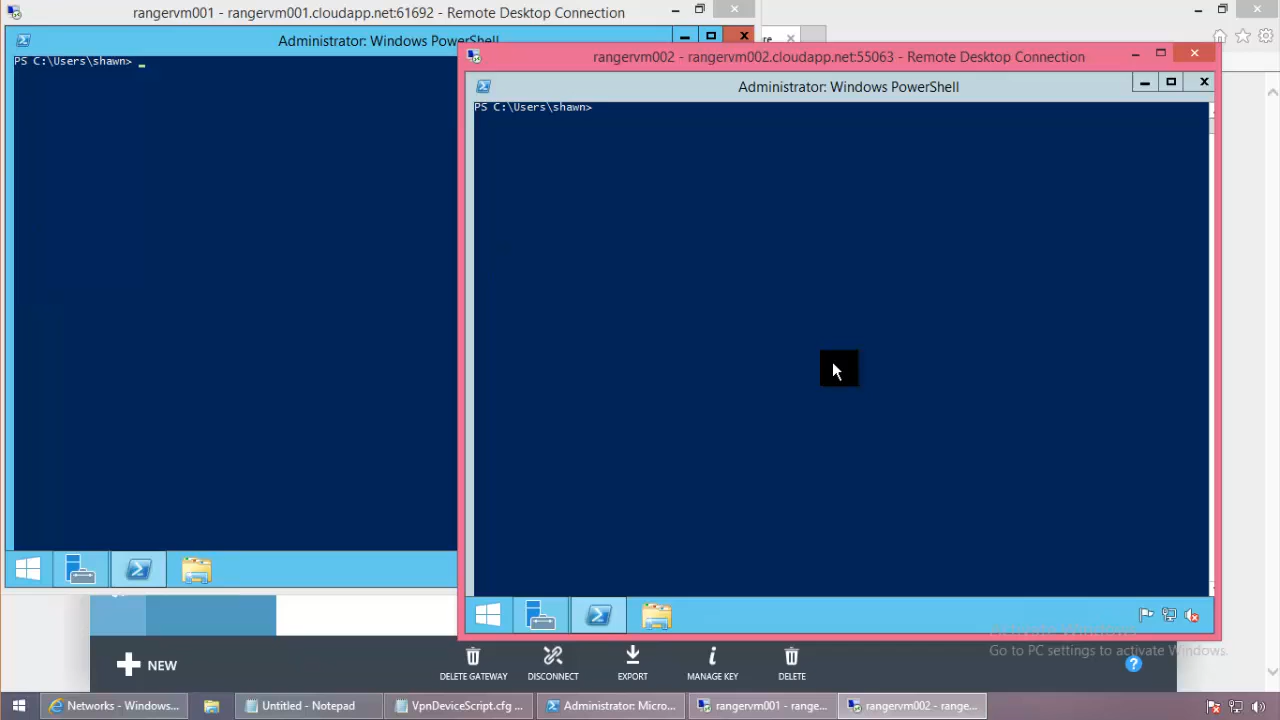 rangervm001 - rangervm001.cloudapp.net:61692 - Remote Desktop Connection
Administrator: Windows PowerShell
PS C:\Users\shawn> _
rangervm002 - rangervm002.cloudapp.net:55063 - Remote Desktop Connection
Administrator: Windows PowerShell
PS C:\Users\shawn>
Activate Windows
Go to PC settings to activate Windows.
NEW
DELETE GATEWAY
DISCONNECT
EXPORT
MANAGE KEY
DELETE
Networks - Windows...
Untitled - Notepad
VpnDeviceScript.cfg ...
Administrator: Micro...
rangervm001 - range...
rangervm002 - range...